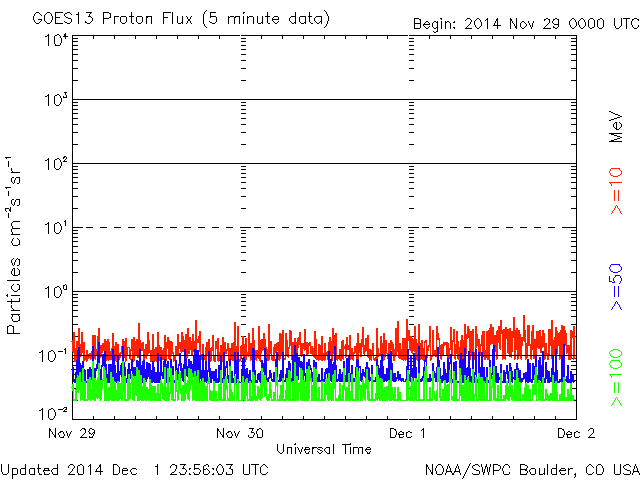 GOES13 Proton Flux (5 minute data)
Begin: 2014 Nov 29 0000 UTC
Particles cm⁻²s⁻¹sr⁻¹
10⁴
10³
10²
10¹
10⁰
10⁻¹
10⁻²
MeV
>=10
>=50
>=100
Nov 29
Nov 30
Dec 1
Dec 2
Universal Time
Updated 2014 Dec 1 23:56:03 UTC
NOAA/SWPC Boulder, CO USA